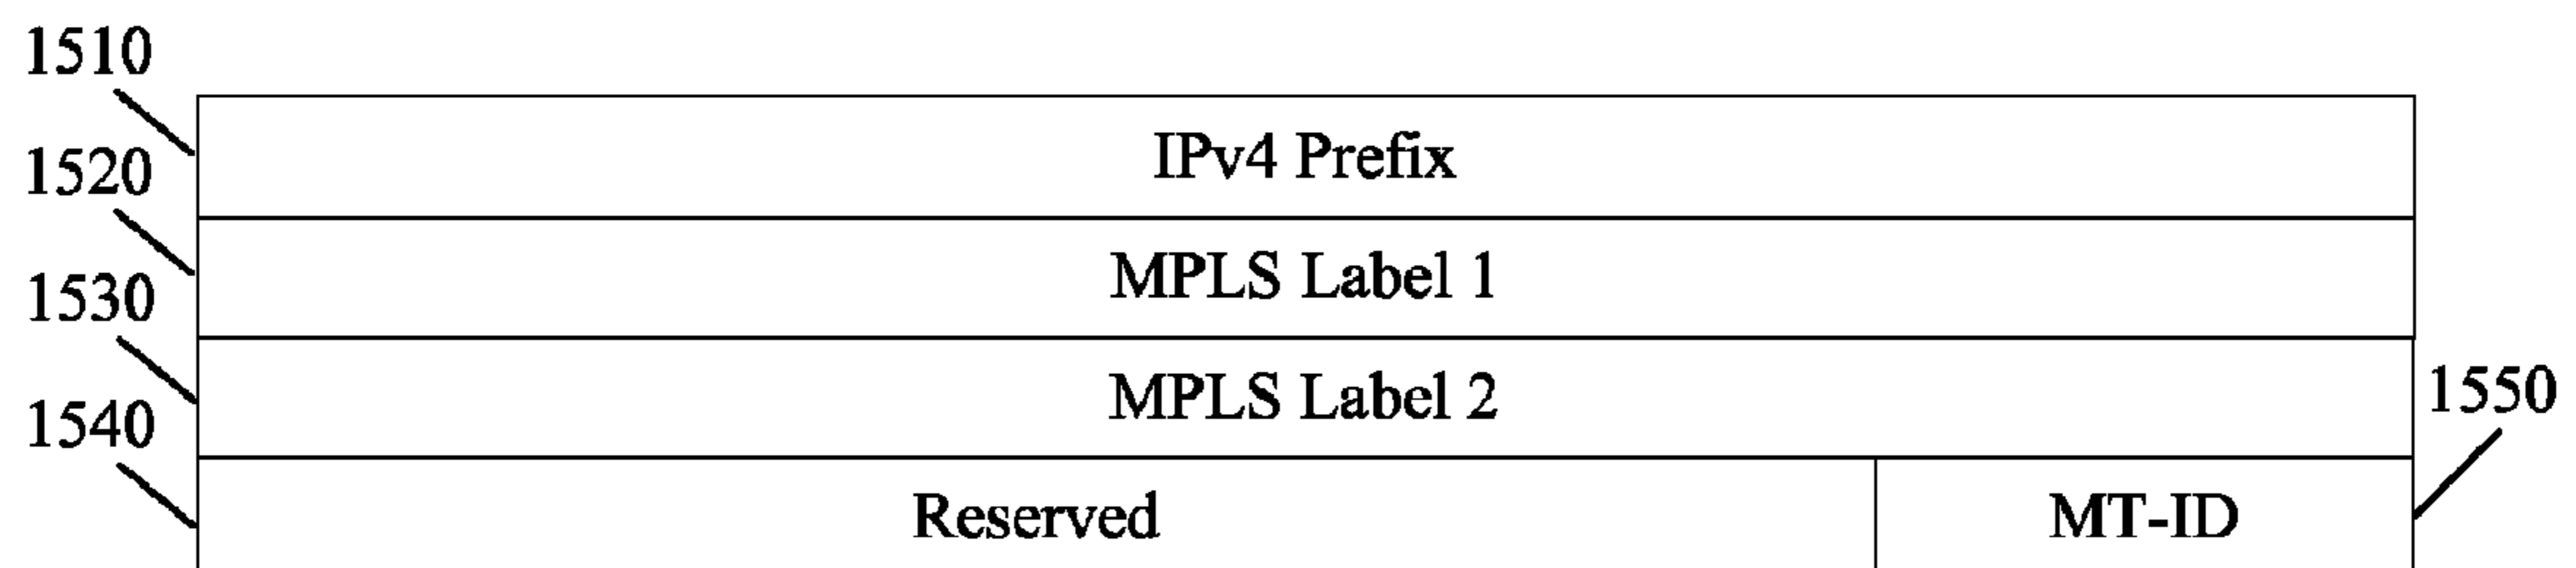 1510
IPv4 Prefix
1520
MPLS Label 1
1530
MPLS Label 2
1550
1540
Reserved MT-ID